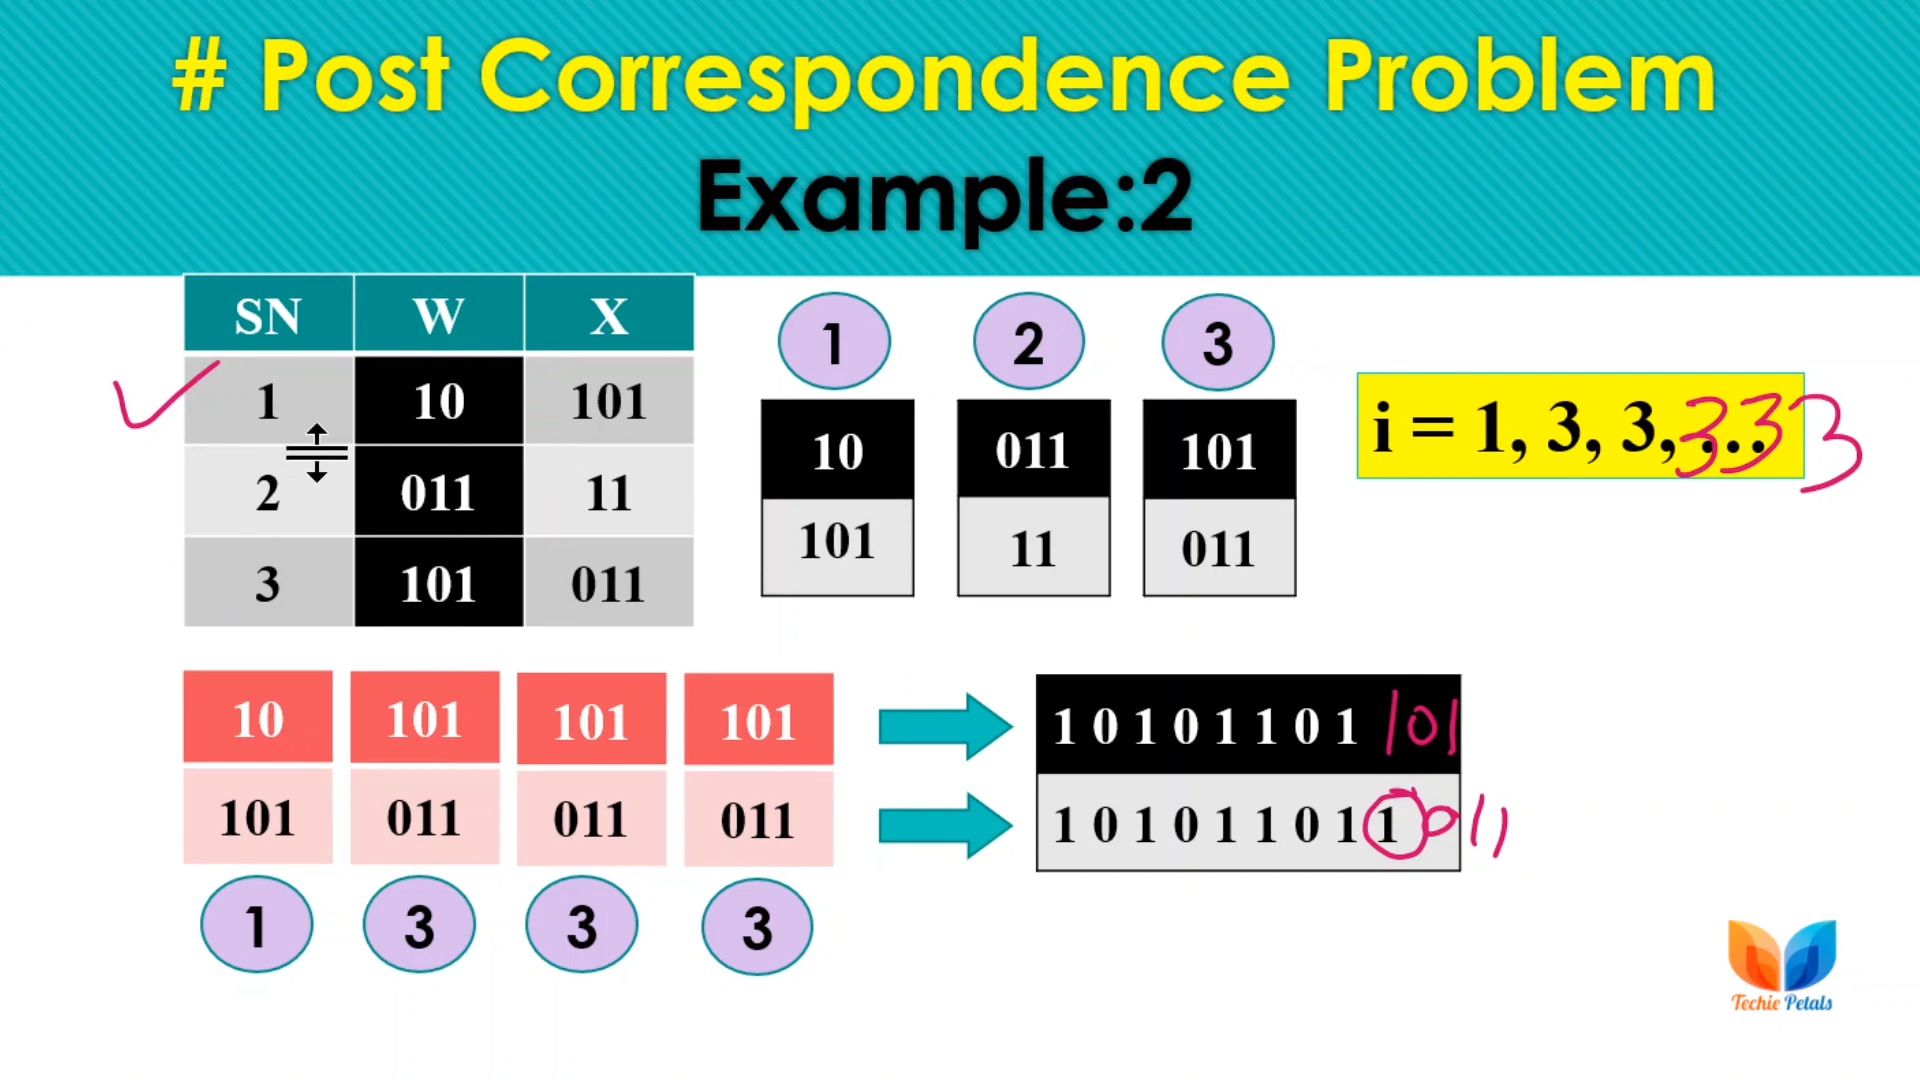 # Post Correspondence Problem
Example:2
SN W X
1 10 101
2 011 11
3 101 011
1 2 3
10 011 101
101 11 011
i = 1, 3, 3, ... 3 3 3
10 101 101 101
101 011 011 011
1 3 3 3
1 0 1 0 1 1 0 1 101
1 0 1 0 1 1 0 1 1 011
Techie Petals